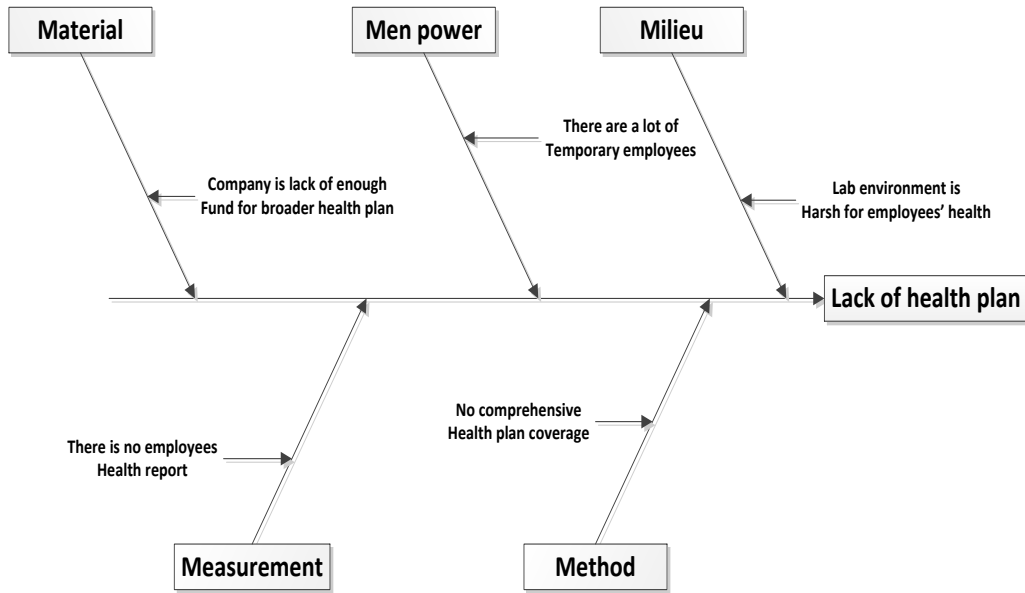 Material
Men power
Milieu
There are a lot of
Temporary employees
Company is lack of enough
Fund for broader health plan
Lab environment is
Harsh for employees’ health
Lack of health plan
No comprehensive
Health plan coverage
There is no employees
Health report
Measurement
Method